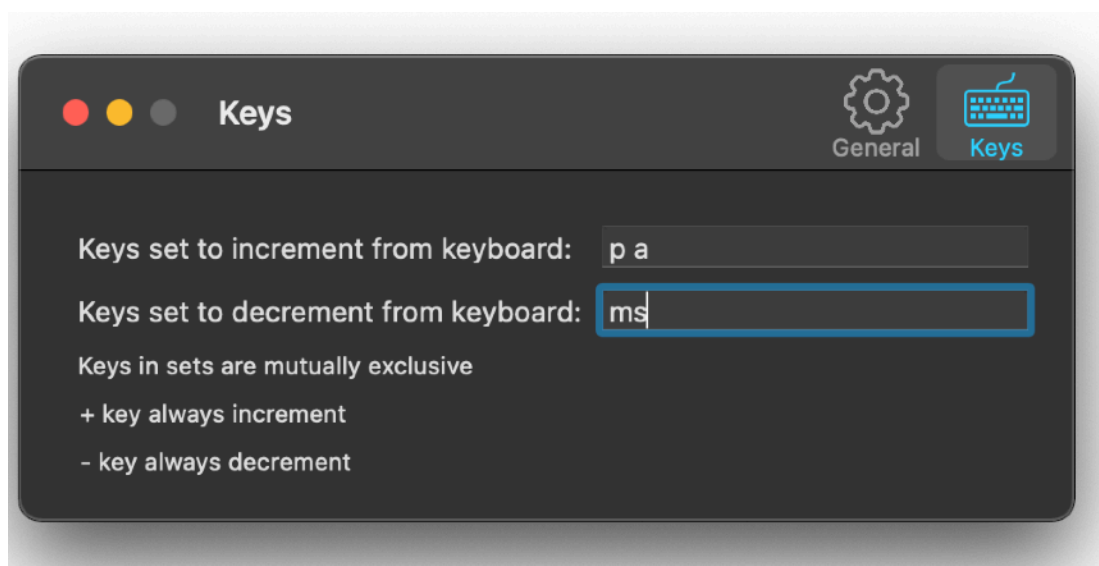 Keys
General
Keys
Keys set to increment from keyboard: p a
Keys set to decrement from keyboard: ms
Keys in sets are mutually exclusive
+ key always increment
- key always decrement